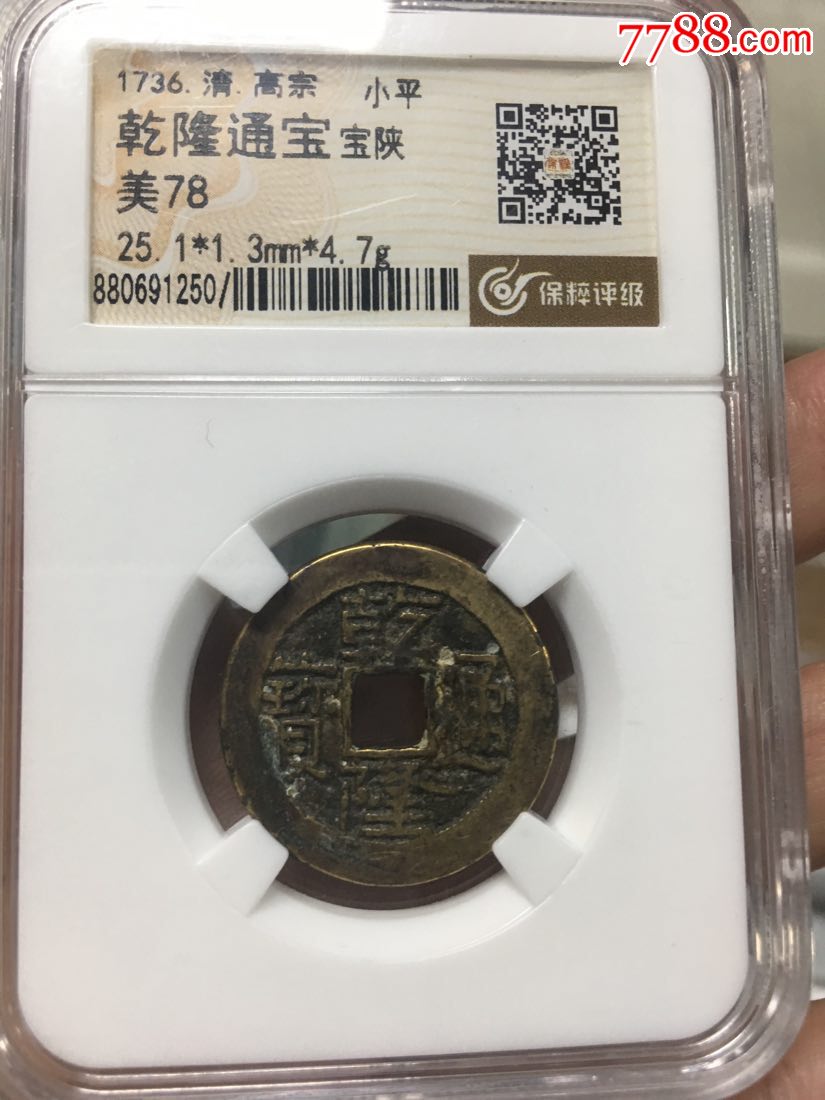 7788.com
1736.清.高宗 小平
乾隆通宝 宝陕
美78
25.1*1.3mm*4.7g
880691250/
保粹评级
乾隆通寳